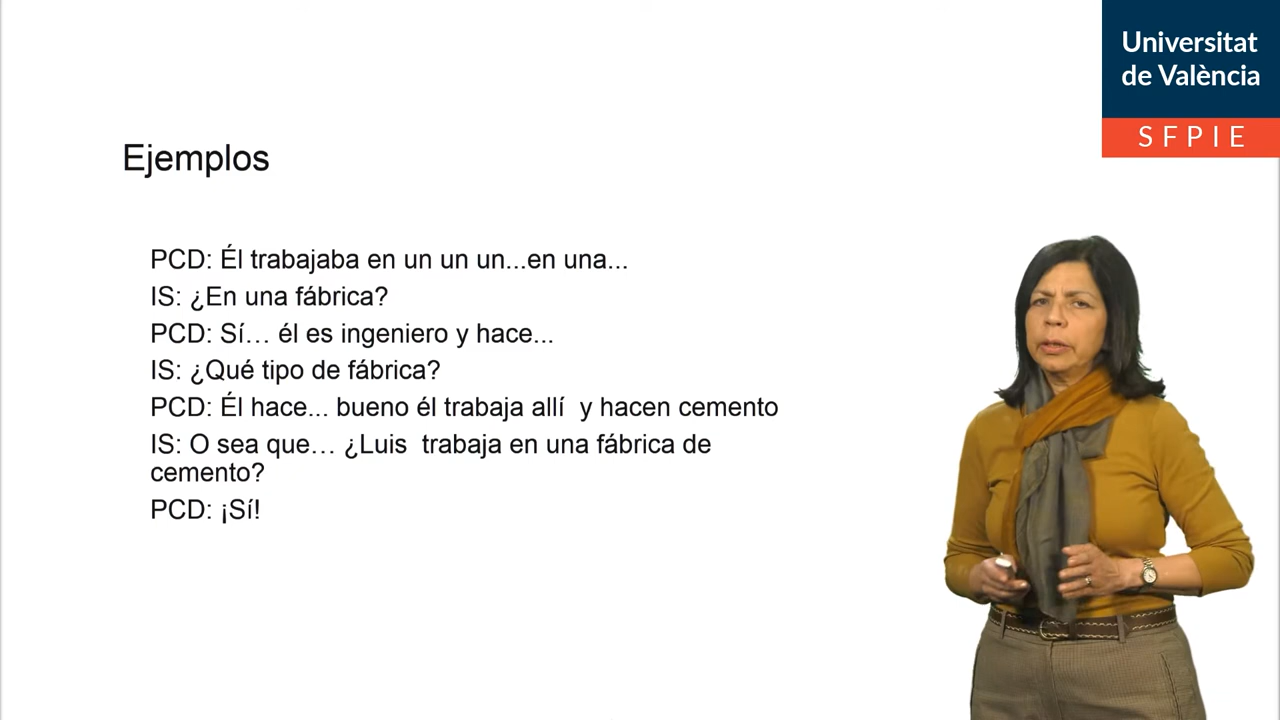 Universitat
de València
SFPIE
Ejemplos
PCD: Él trabajaba en un un un...en una...
IS: ¿En una fábrica?
PCD: Sí… él es ingeniero y hace...
IS: ¿Qué tipo de fábrica?
PCD: Él hace... bueno él trabaja allí  y hacen cemento
IS: O sea que… ¿Luis  trabaja en una fábrica de
cemento?
PCD: ¡Sí!